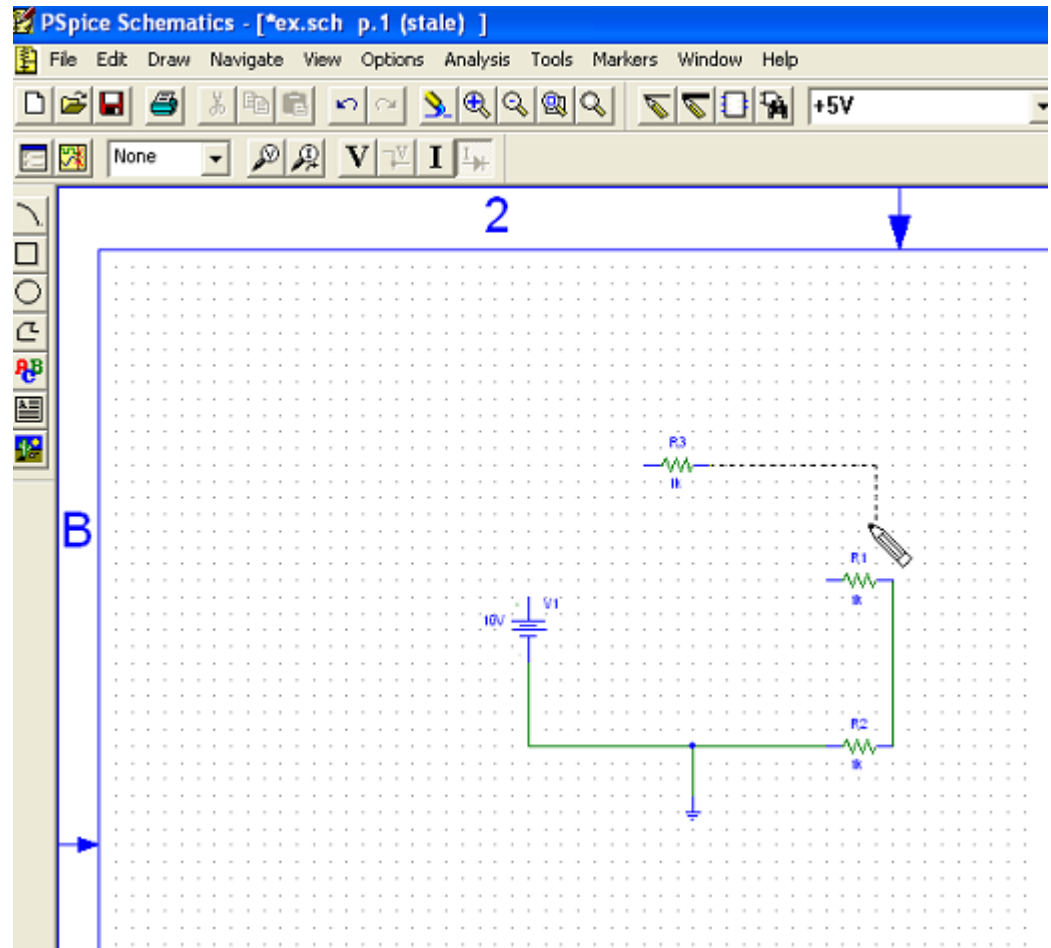 PSpice Schematics - [*ex.sch p.1 (stale) ]
File Edit Draw Navigate View Options Analysis Tools Markers Window Help
+5V
None
V V I I
2
ABC
R3
1k
B
R1
1k
V1
10V
R2
1k